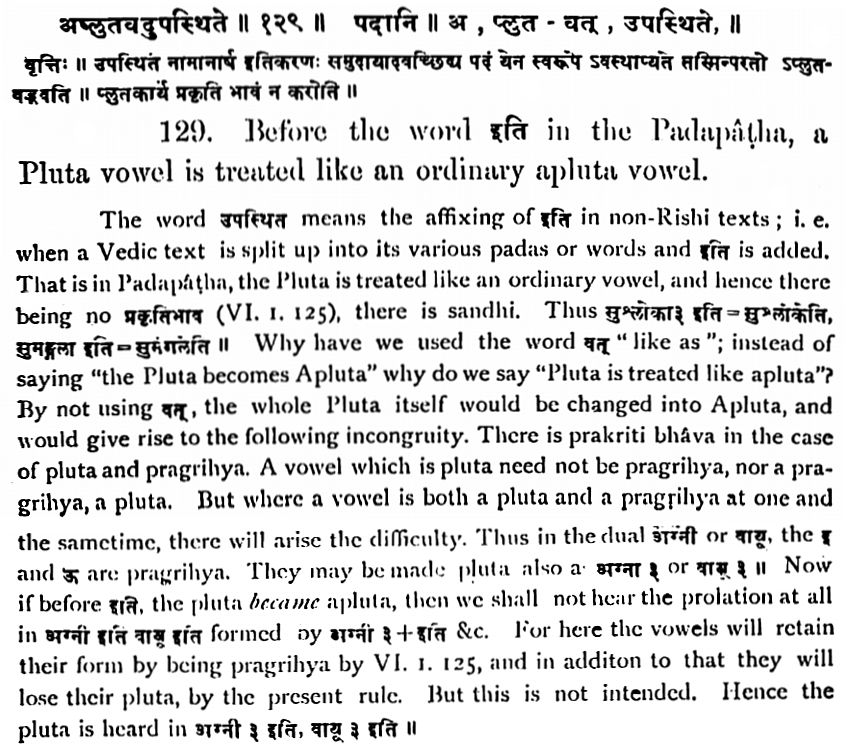 अप्लुतवदुपस्थिते ॥ १२९ ॥ पदानि ॥ अ , प्लुत - वत् , उपस्थिते, ॥
वृत्तिः ॥ उपस्थितं नामानार्ष इतिकरणः समुदायादवच्छिद्य पदं येन स्वरूपे ऽवस्थाप्यते तस्मिन्परतो ऽप्लुत-
वद्भवति ॥ प्लुतकार्यं प्रकृति भावं न करोति ॥
129. Before the word इति in the Padapâṭha, a
Pluta vowel is treated like an ordinary apluta vowel.
The word उपस्थित means the affixing of इति in non-Rishi texts ; i. e.
when a Vedic text is split up into its various padas or words and इति is added.
That is in Padapâṭha, the Pluta is treated like an ordinary vowel, and hence there
being no प्रकृतिभाव (VI. 1. 125), there is sandhi. Thus सुश्लोका३ इति = सुश्लोकेति,
सुमङ्गला इति = सुमंगलेति ॥ Why have we used the word वत् “ like as ”; instead of
saying “the Pluta becomes Apluta” why do we say “Pluta is treated like apluta”?
By not using वत् , the whole Pluta itself would be changed into Apluta, and
would give rise to the following incongruity. There is prakriti bhâva in the case
of pluta and pragrihya. A vowel which is pluta need not be pragrihya, nor a pra-
grihya, a pluta. But where a vowel is both a pluta and a pragṛihya at one and
the sametime, there will arise the difficulty. Thus in the dual अग्नी or वायू, the इ
and ऊ are pragrihya. They may be made pluta also a· अग्ना ३ or वायू ३ ॥ Now
if before इति, the pluta became apluta, then we shall not hear the prolation at all
in अग्नी इति वायू इति formed by अग्नी ३ + इति &c. For here the vowels will retain
their form by being pragrihya by VI. 1. 125, and in additon to that they will
lose their pluta, by the present rule. But this is not intended. Hence the
pluta is heard in अग्नी ३ इति, वायू ३ इति ॥